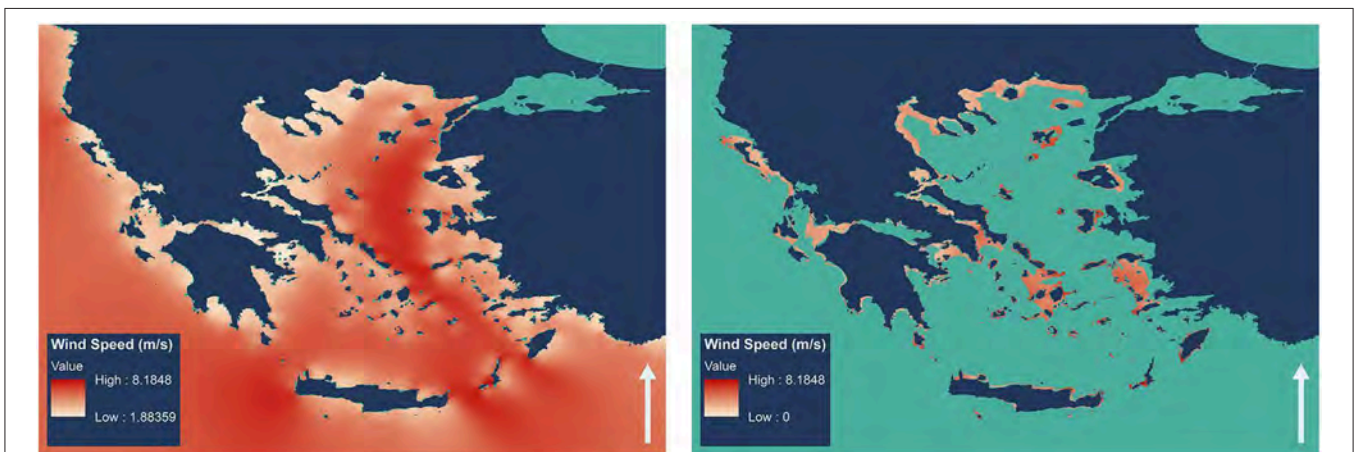 Wind Speed (m/s)
Value
High : 8.1848
Low : 1.88359
Wind Speed (m/s)
Value
High : 8.1848
Low : 0